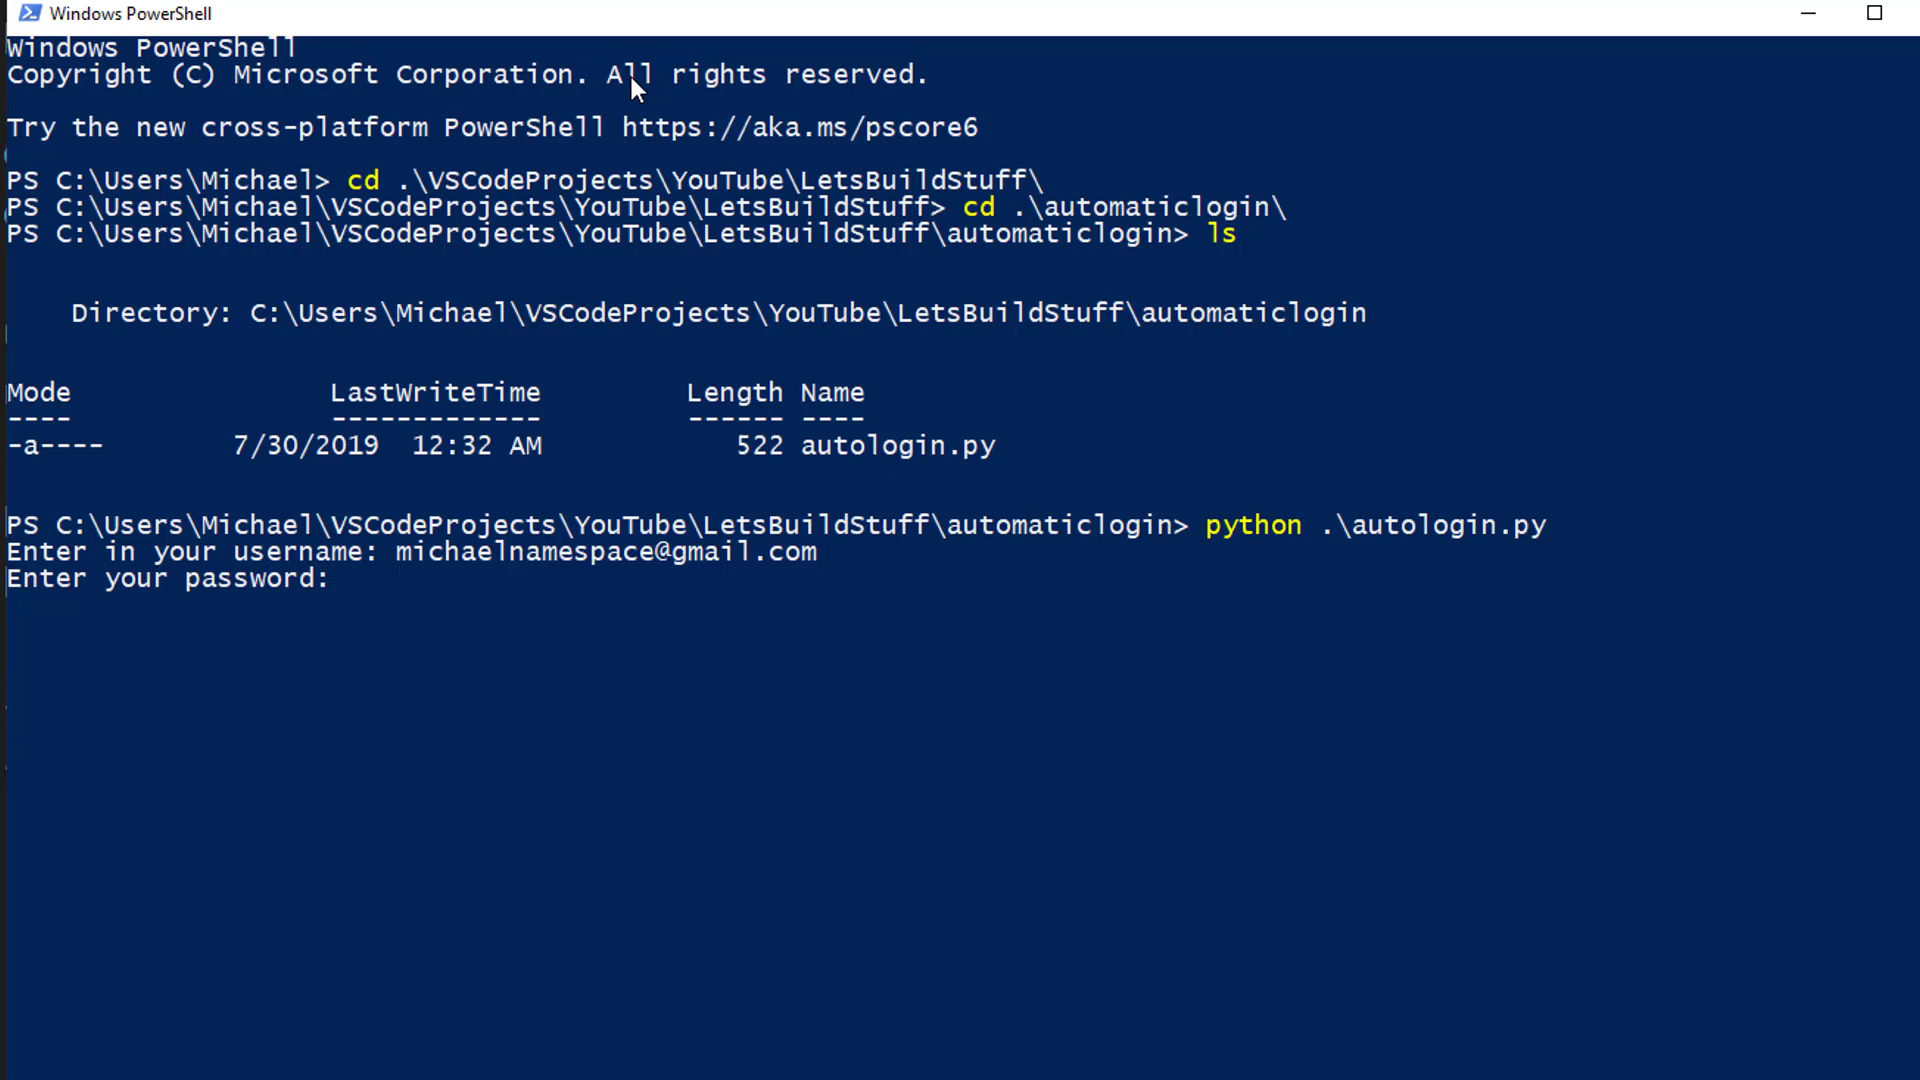 Windows PowerShell
Windows PowerShell
Copyright (C) Microsoft Corporation. All rights reserved.
Try the new cross-platform PowerShell https://aka.ms/pscore6
PS C:\Users\Michael> cd .\VSCodeProjects\YouTube\LetsBuildStuff\
PS C:\Users\Michael\VSCodeProjects\YouTube\LetsBuildStuff> cd .\automaticlogin\
PS C:\Users\Michael\VSCodeProjects\YouTube\LetsBuildStuff\automaticlogin> ls
Directory: C:\Users\Michael\VSCodeProjects\YouTube\LetsBuildStuff\automaticlogin
Mode LastWriteTime Length Name
---- ------------- ------ ----
-a---- 7/30/2019 12:32 AM 522 autologin.py
PS C:\Users\Michael\VSCodeProjects\YouTube\LetsBuildStuff\automaticlogin> python .\autologin.py
Enter in your username: michaelnamespace@gmail.com
Enter your password: